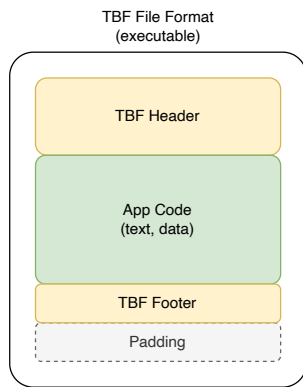 TBF File Format
(executable)
TBF Header
App Code
(text, data)
TBF Footer
Padding